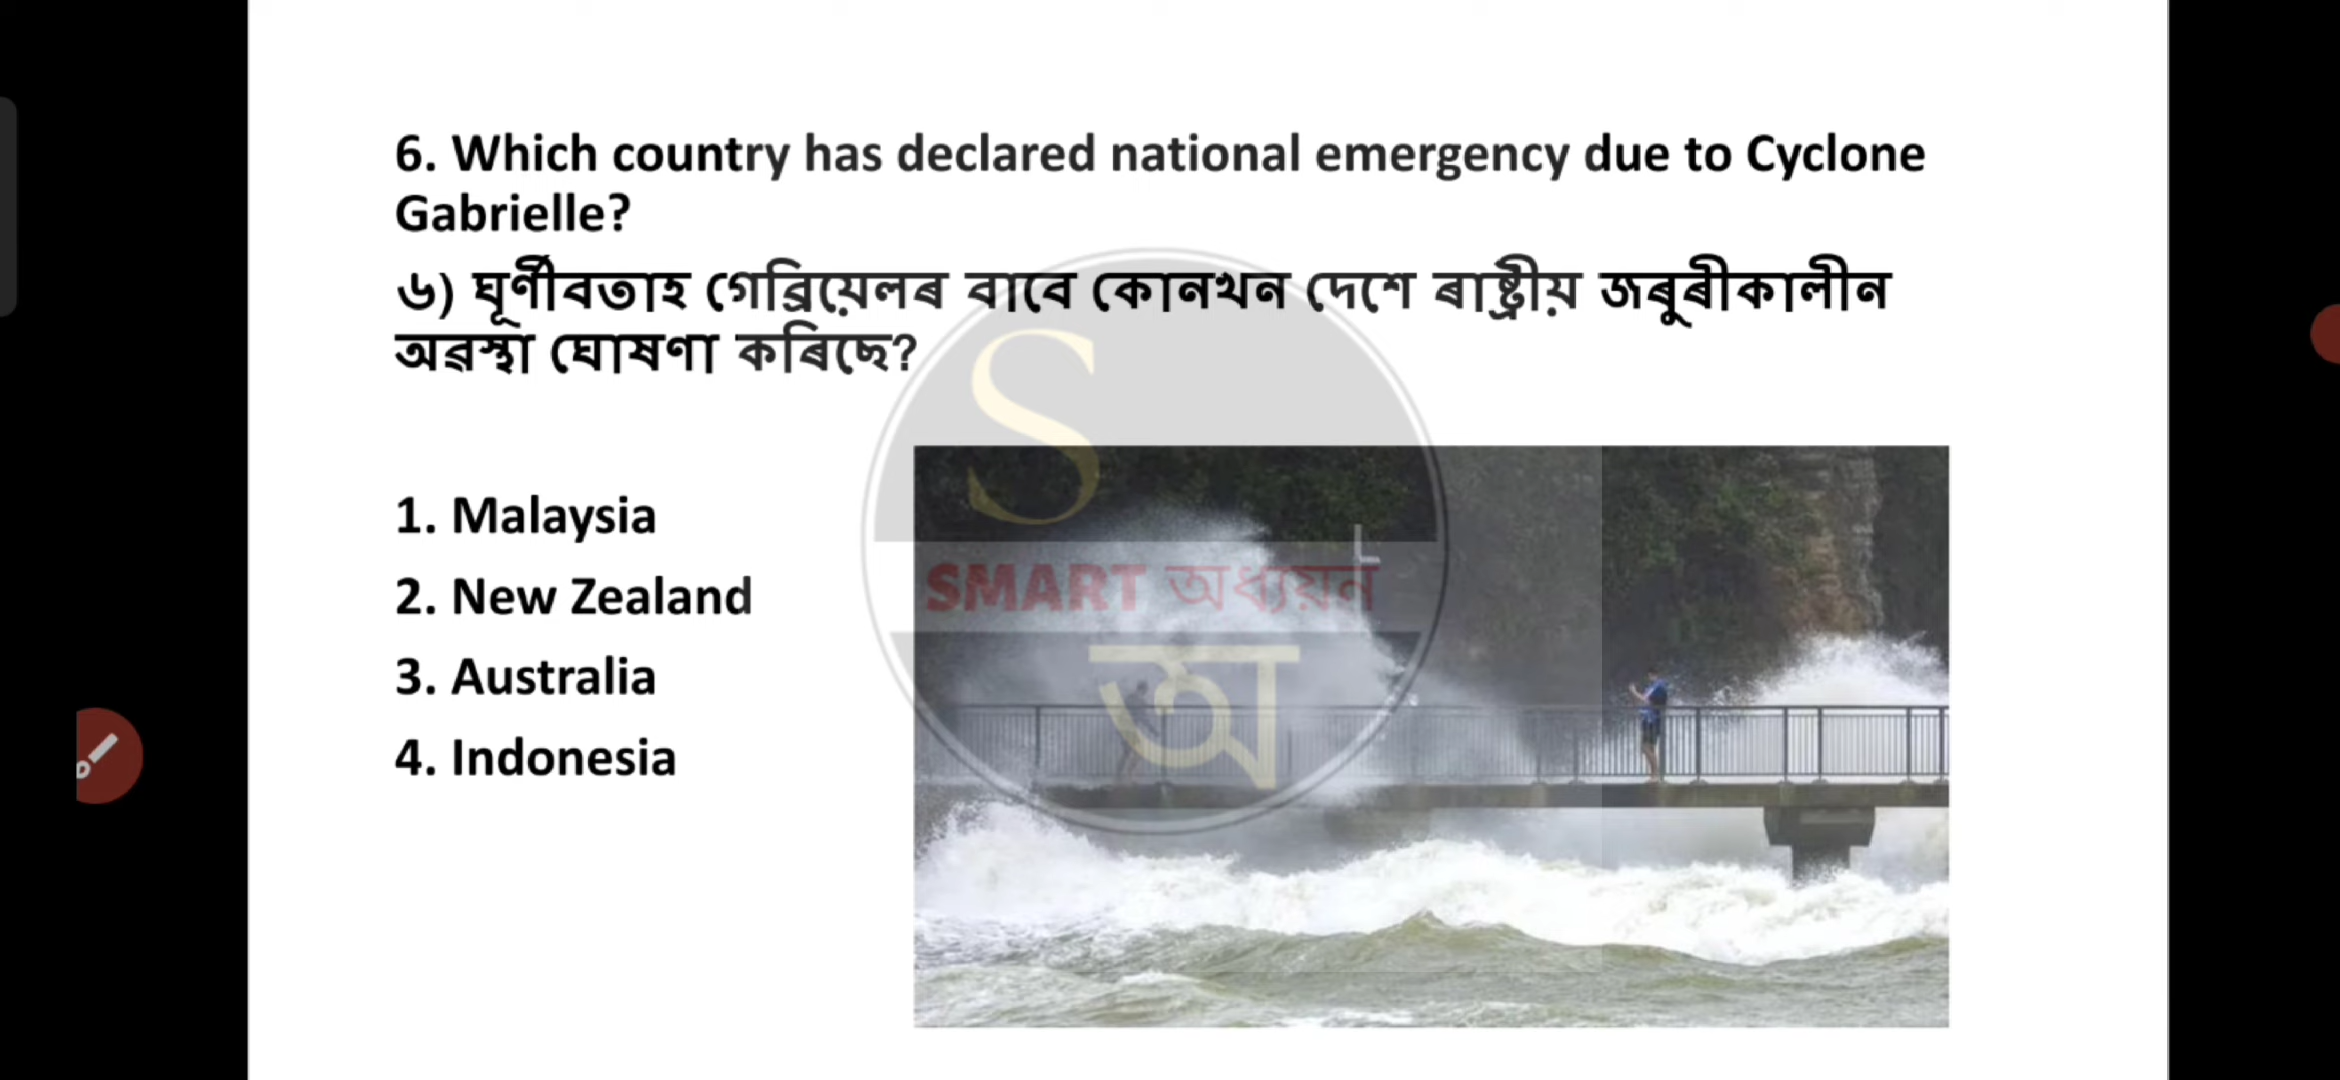 6. Which country has declared national emergency due to Cyclone
Gabrielle?
৬) ঘূৰ্ণীবতাহ গেব্ৰিয়েলৰ বাবে কোনখন দেশে ৰাষ্ট্ৰীয় জৰুৰীকালীন
অৱস্থা ঘোষণা কৰিছে?
1. Malaysia
2. New Zealand
3. Australia
4. Indonesia
S
SMART অধ্যয়ন
অ